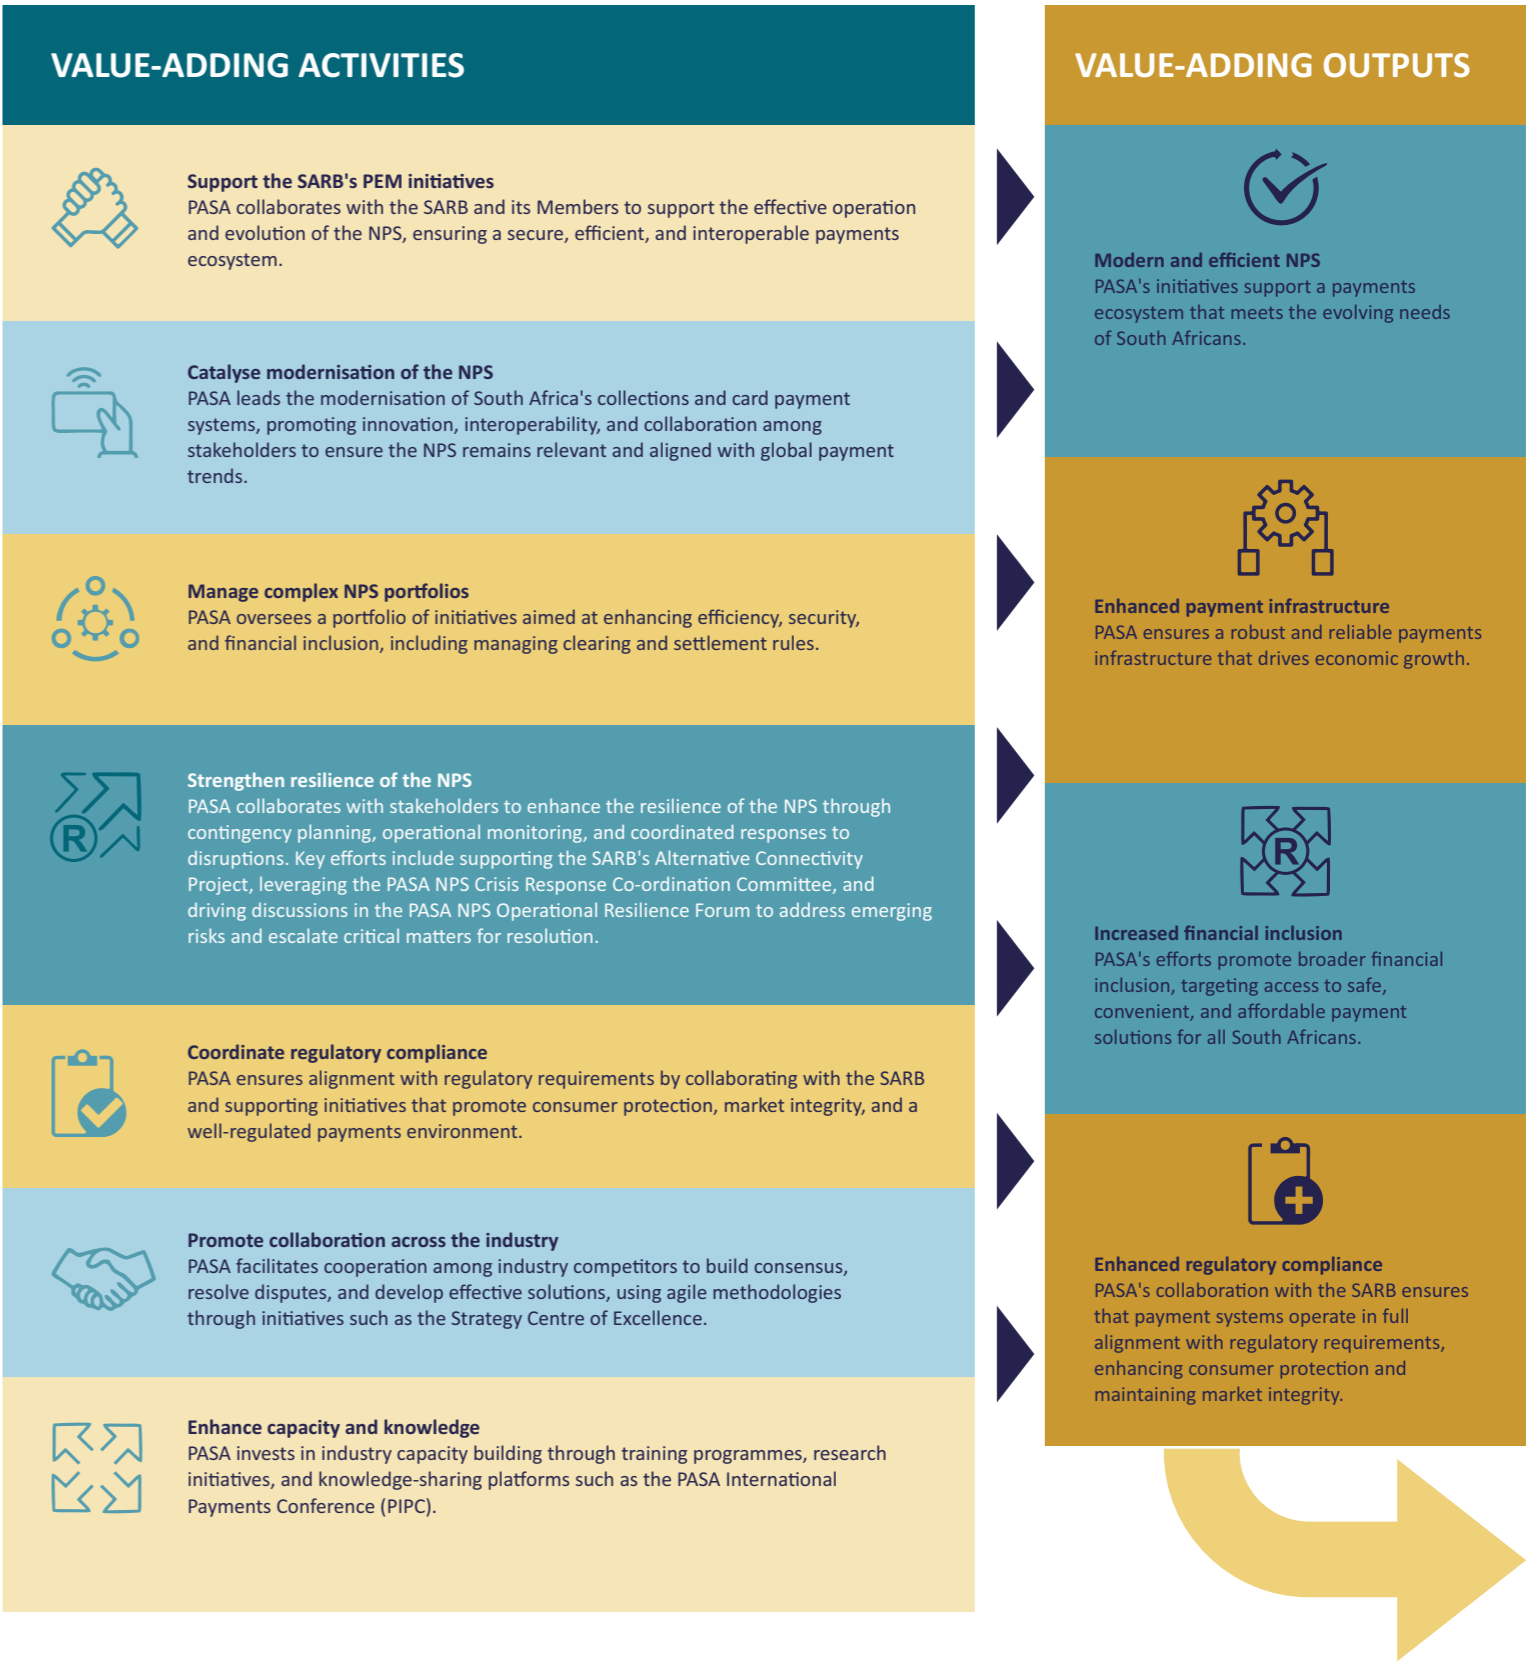 VALUE-ADDING ACTIVITIES
Support the SARB's PEM initiatives
PASA collaborates with the SARB and its Members to support the effective operation
and evolution of the NPS, ensuring a secure, efficient, and interoperable payments
ecosystem.
Catalyse modernisation of the NPS
PASA leads the modernisation of South Africa's collections and card payment
systems, promoting innovation, interoperability, and collaboration among
stakeholders to ensure the NPS remains relevant and aligned with global payment
trends.
Manage complex NPS portfolios
PASA oversees a portfolio of initiatives aimed at enhancing efficiency, security,
and financial inclusion, including managing clearing and settlement rules.
R
Strengthen resilience of the NPS
PASA collaborates with stakeholders to enhance the resilience of the NPS through
contingency planning, operational monitoring, and coordinated responses to
disruptions. Key efforts include supporting the SARB's Alternative Connectivity
Project, leveraging the PASA NPS Crisis Response Co-ordination Committee, and
driving discussions in the PASA NPS Operational Resilience Forum to address emerging
risks and escalate critical matters for resolution.
Coordinate regulatory compliance
PASA ensures alignment with regulatory requirements by collaborating with the SARB
and supporting initiatives that promote consumer protection, market integrity, and a
well-regulated payments environment.
Promote collaboration across the industry
PASA facilitates cooperation among industry competitors to build consensus,
resolve disputes, and develop effective solutions, using agile methodologies
through initiatives such as the Strategy Centre of Excellence.
Enhance capacity and knowledge
PASA invests in industry capacity building through training programmes, research
initiatives, and knowledge-sharing platforms such as the PASA International
Payments Conference (PIPC).
VALUE-ADDING OUTPUTS
Modern and efficient NPS
PASA's initiatives support a payments
ecosystem that meets the evolving needs
of South Africans.
Enhanced payment infrastructure
PASA ensures a robust and reliable payments
infrastructure that drives economic growth.
R
Increased financial inclusion
PASA's efforts promote broader financial
inclusion, targeting access to safe,
convenient, and affordable payment
solutions for all South Africans.
Enhanced regulatory compliance
PASA's collaboration with the SARB ensures
that payment systems operate in full
alignment with regulatory requirements,
enhancing consumer protection and
maintaining market integrity.